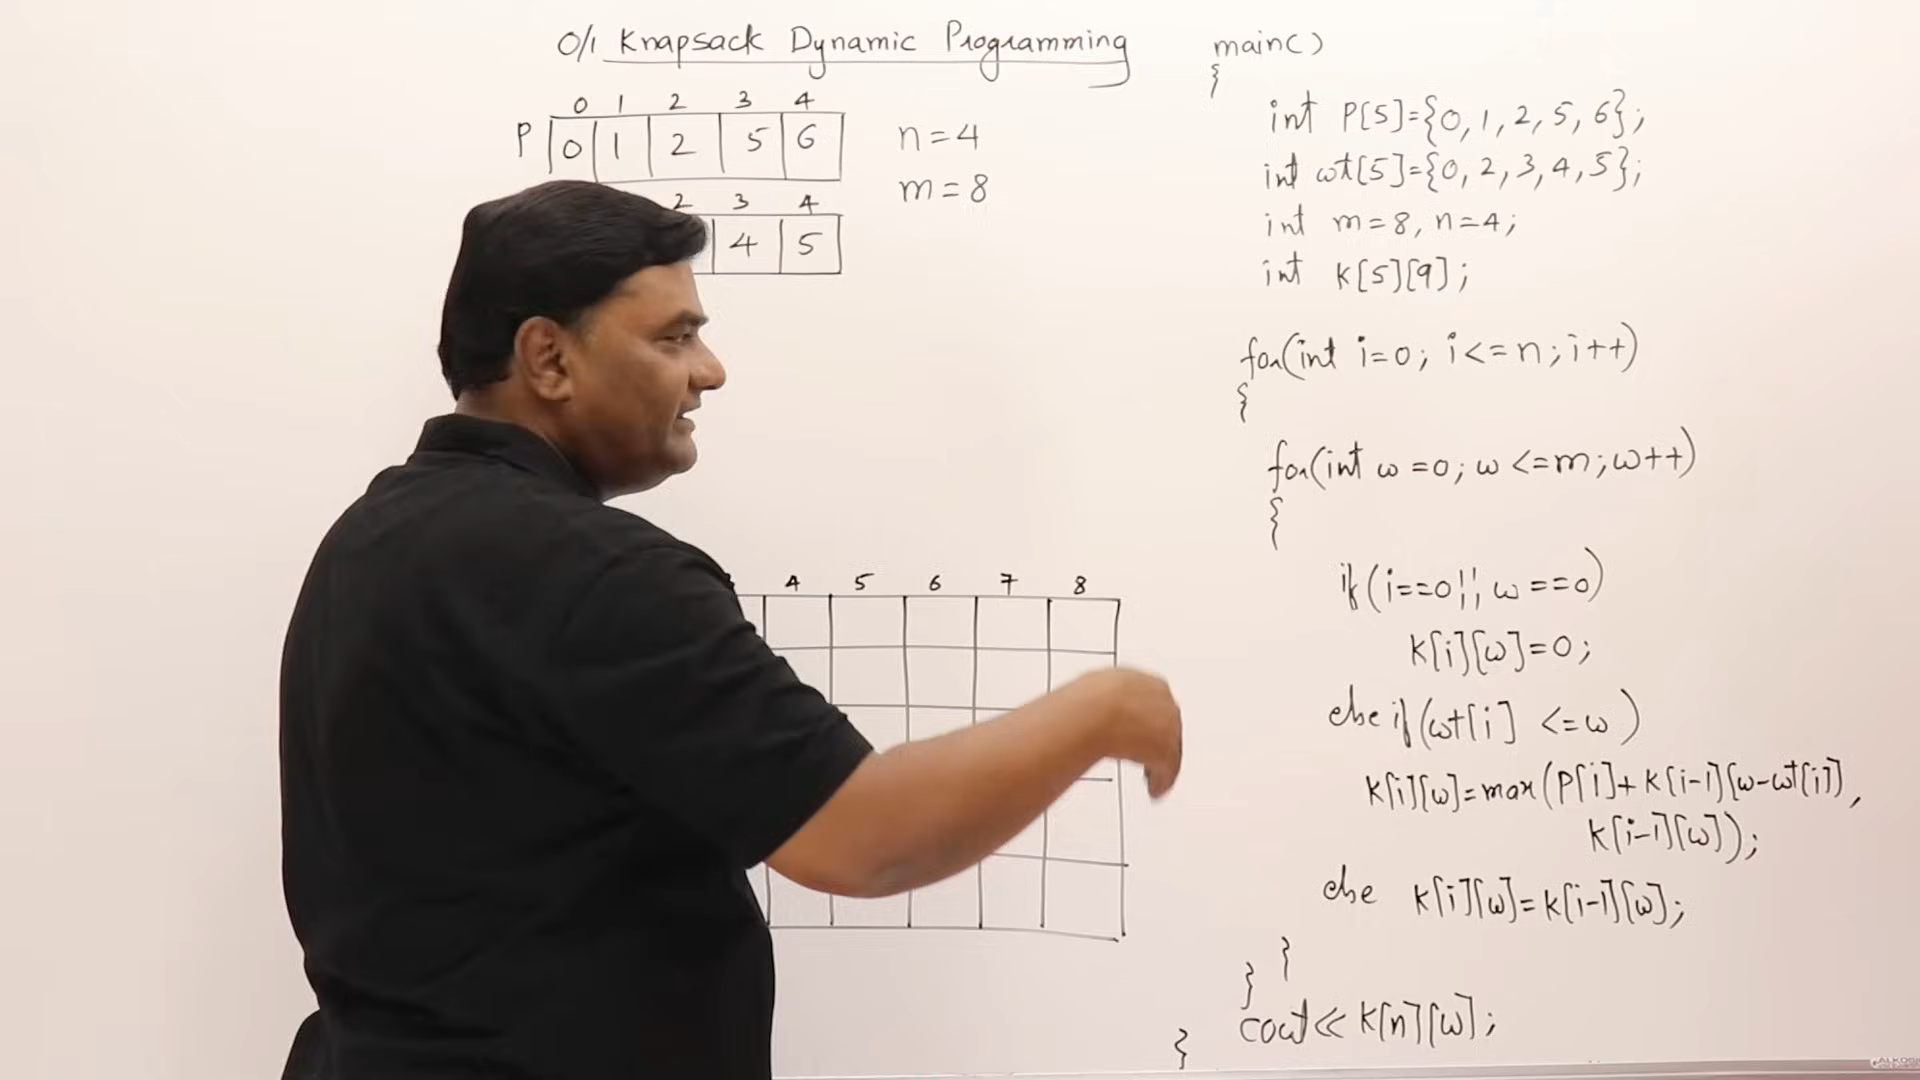 0/1 Knapsack Dynamic Programming
0 1 2 3 4
P 0 1 2 5 6
n=4
m=8
2 3 4
4 5
4 5 6 7 8
main()
{
int P[5]={0,1,2,5,6};
int wt[5]={0,2,3,4,5};
int m=8, n=4;
int K[5][9];
for(int i=0; i<=n; i++)
{
for(int w=0; w<=m; w++)
{
if(i==0||w==0)
K[i][w]=0;
else if(wt[i] <=w)
K[i][w]=max(P[i]+K[i-1][w-wt[i]],
K[i-1][w]);
else K[i][w]=K[i-1][w];
}
}
cout<<K[n][w];
}